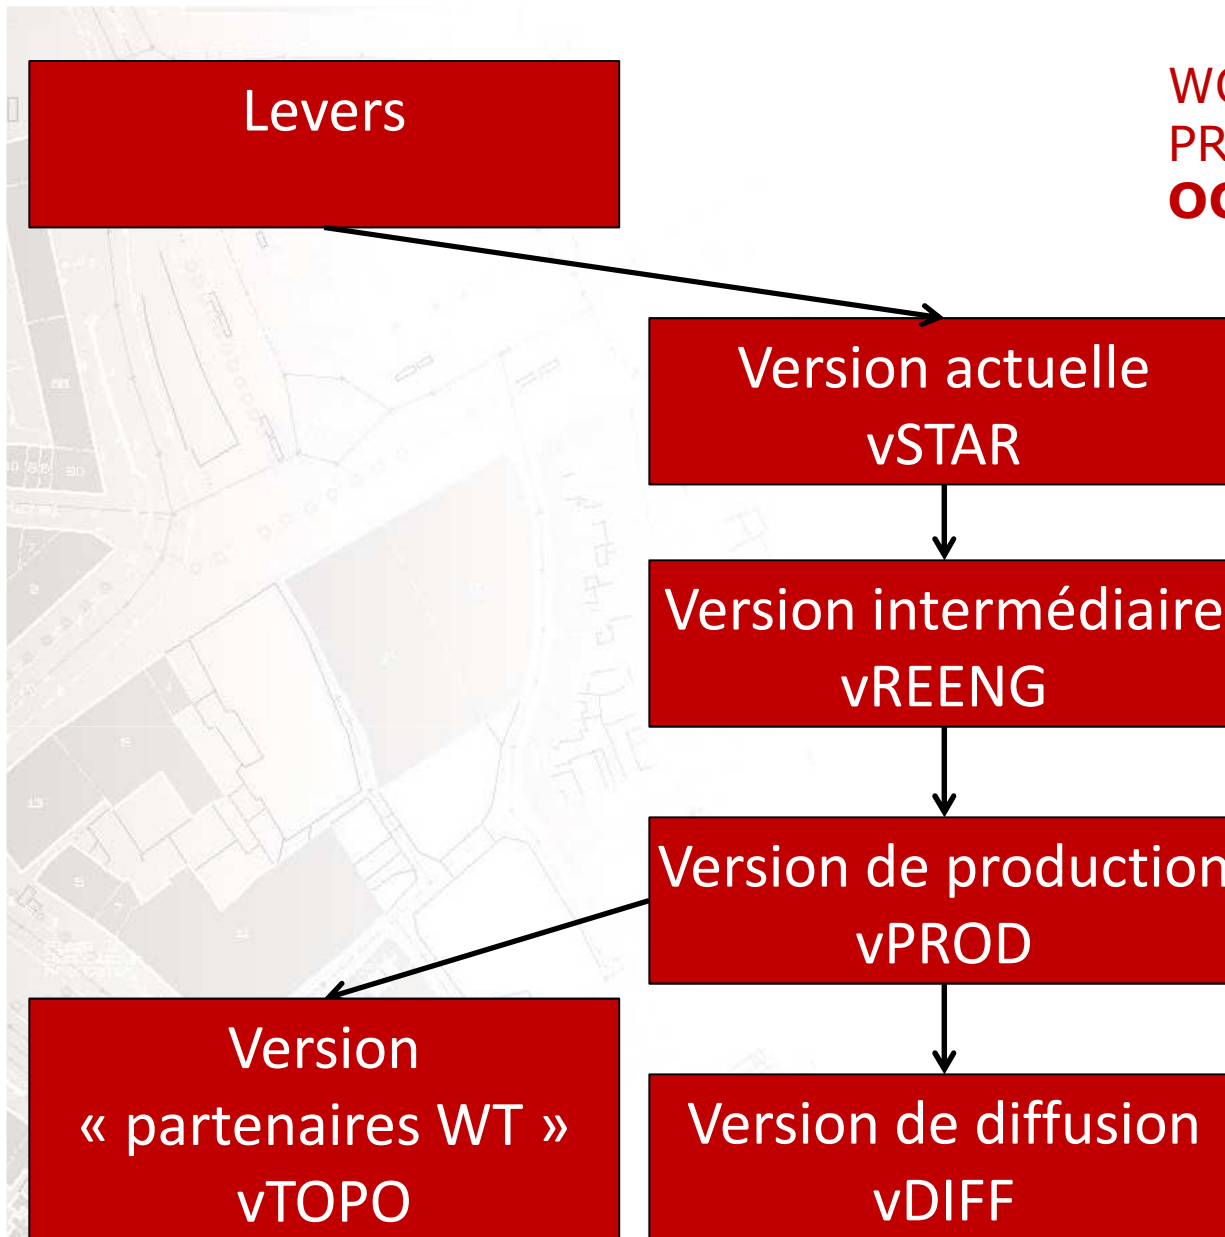 Levers
Version actuelle
vSTAR
Version intermédiaire
vREENG
Version de production
vPROD
Version
« partenaires WT »
vTOPO
Version de diffusion
vDIFF